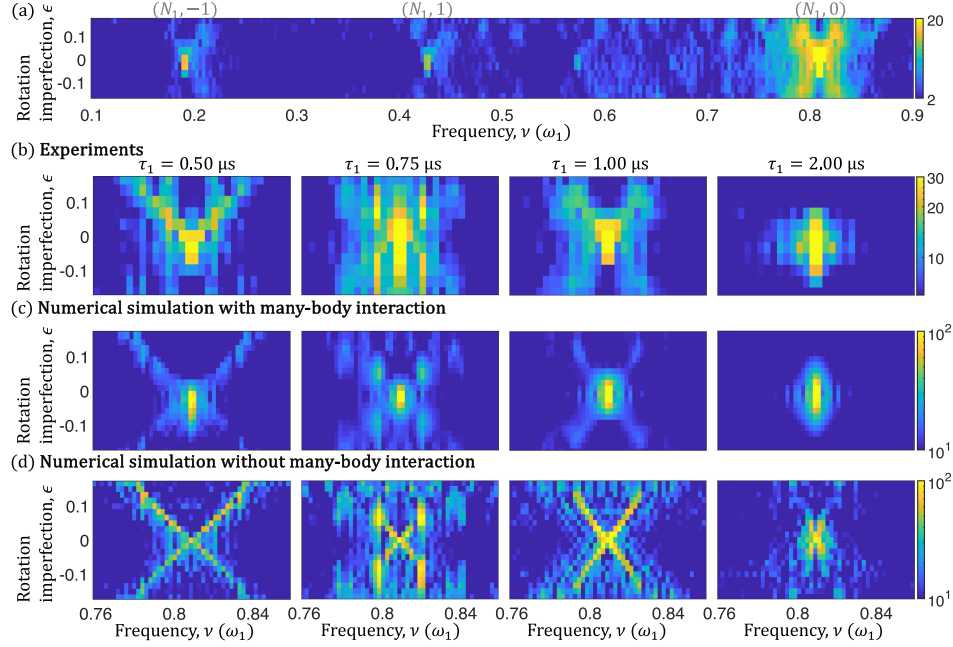 (a)
(N₁, −1)
(N₁, 1)
(N₁, 0)
Rotation
imperfection, ϵ
0.1
0
-0.1
20
2
0.1
0.2
0.3
0.4
0.5
0.6
0.7
0.8
0.9
Frequency, ν (ω₁)
(b) Experiments
τ₁ = 0.50 μs
τ₁ = 0.75 μs
τ₁ = 1.00 μs
τ₁ = 2.00 μs
Rotation
imperfection, ϵ
0.1
0
-0.1
30
20
10
(c) Numerical simulation with many-body interaction
Rotation
imperfection, ϵ
0.1
0
-0.1
10²
10¹
(d) Numerical simulation without many-body interaction
Rotation
imperfection, ϵ
0.1
0
-0.1
10²
10¹
0.76
0.8
0.84
0.76
0.8
0.84
0.76
0.8
0.84
0.76
0.8
0.84
Frequency, ν (ω₁)
Frequency, ν (ω₁)
Frequency, ν (ω₁)
Frequency, ν (ω₁)